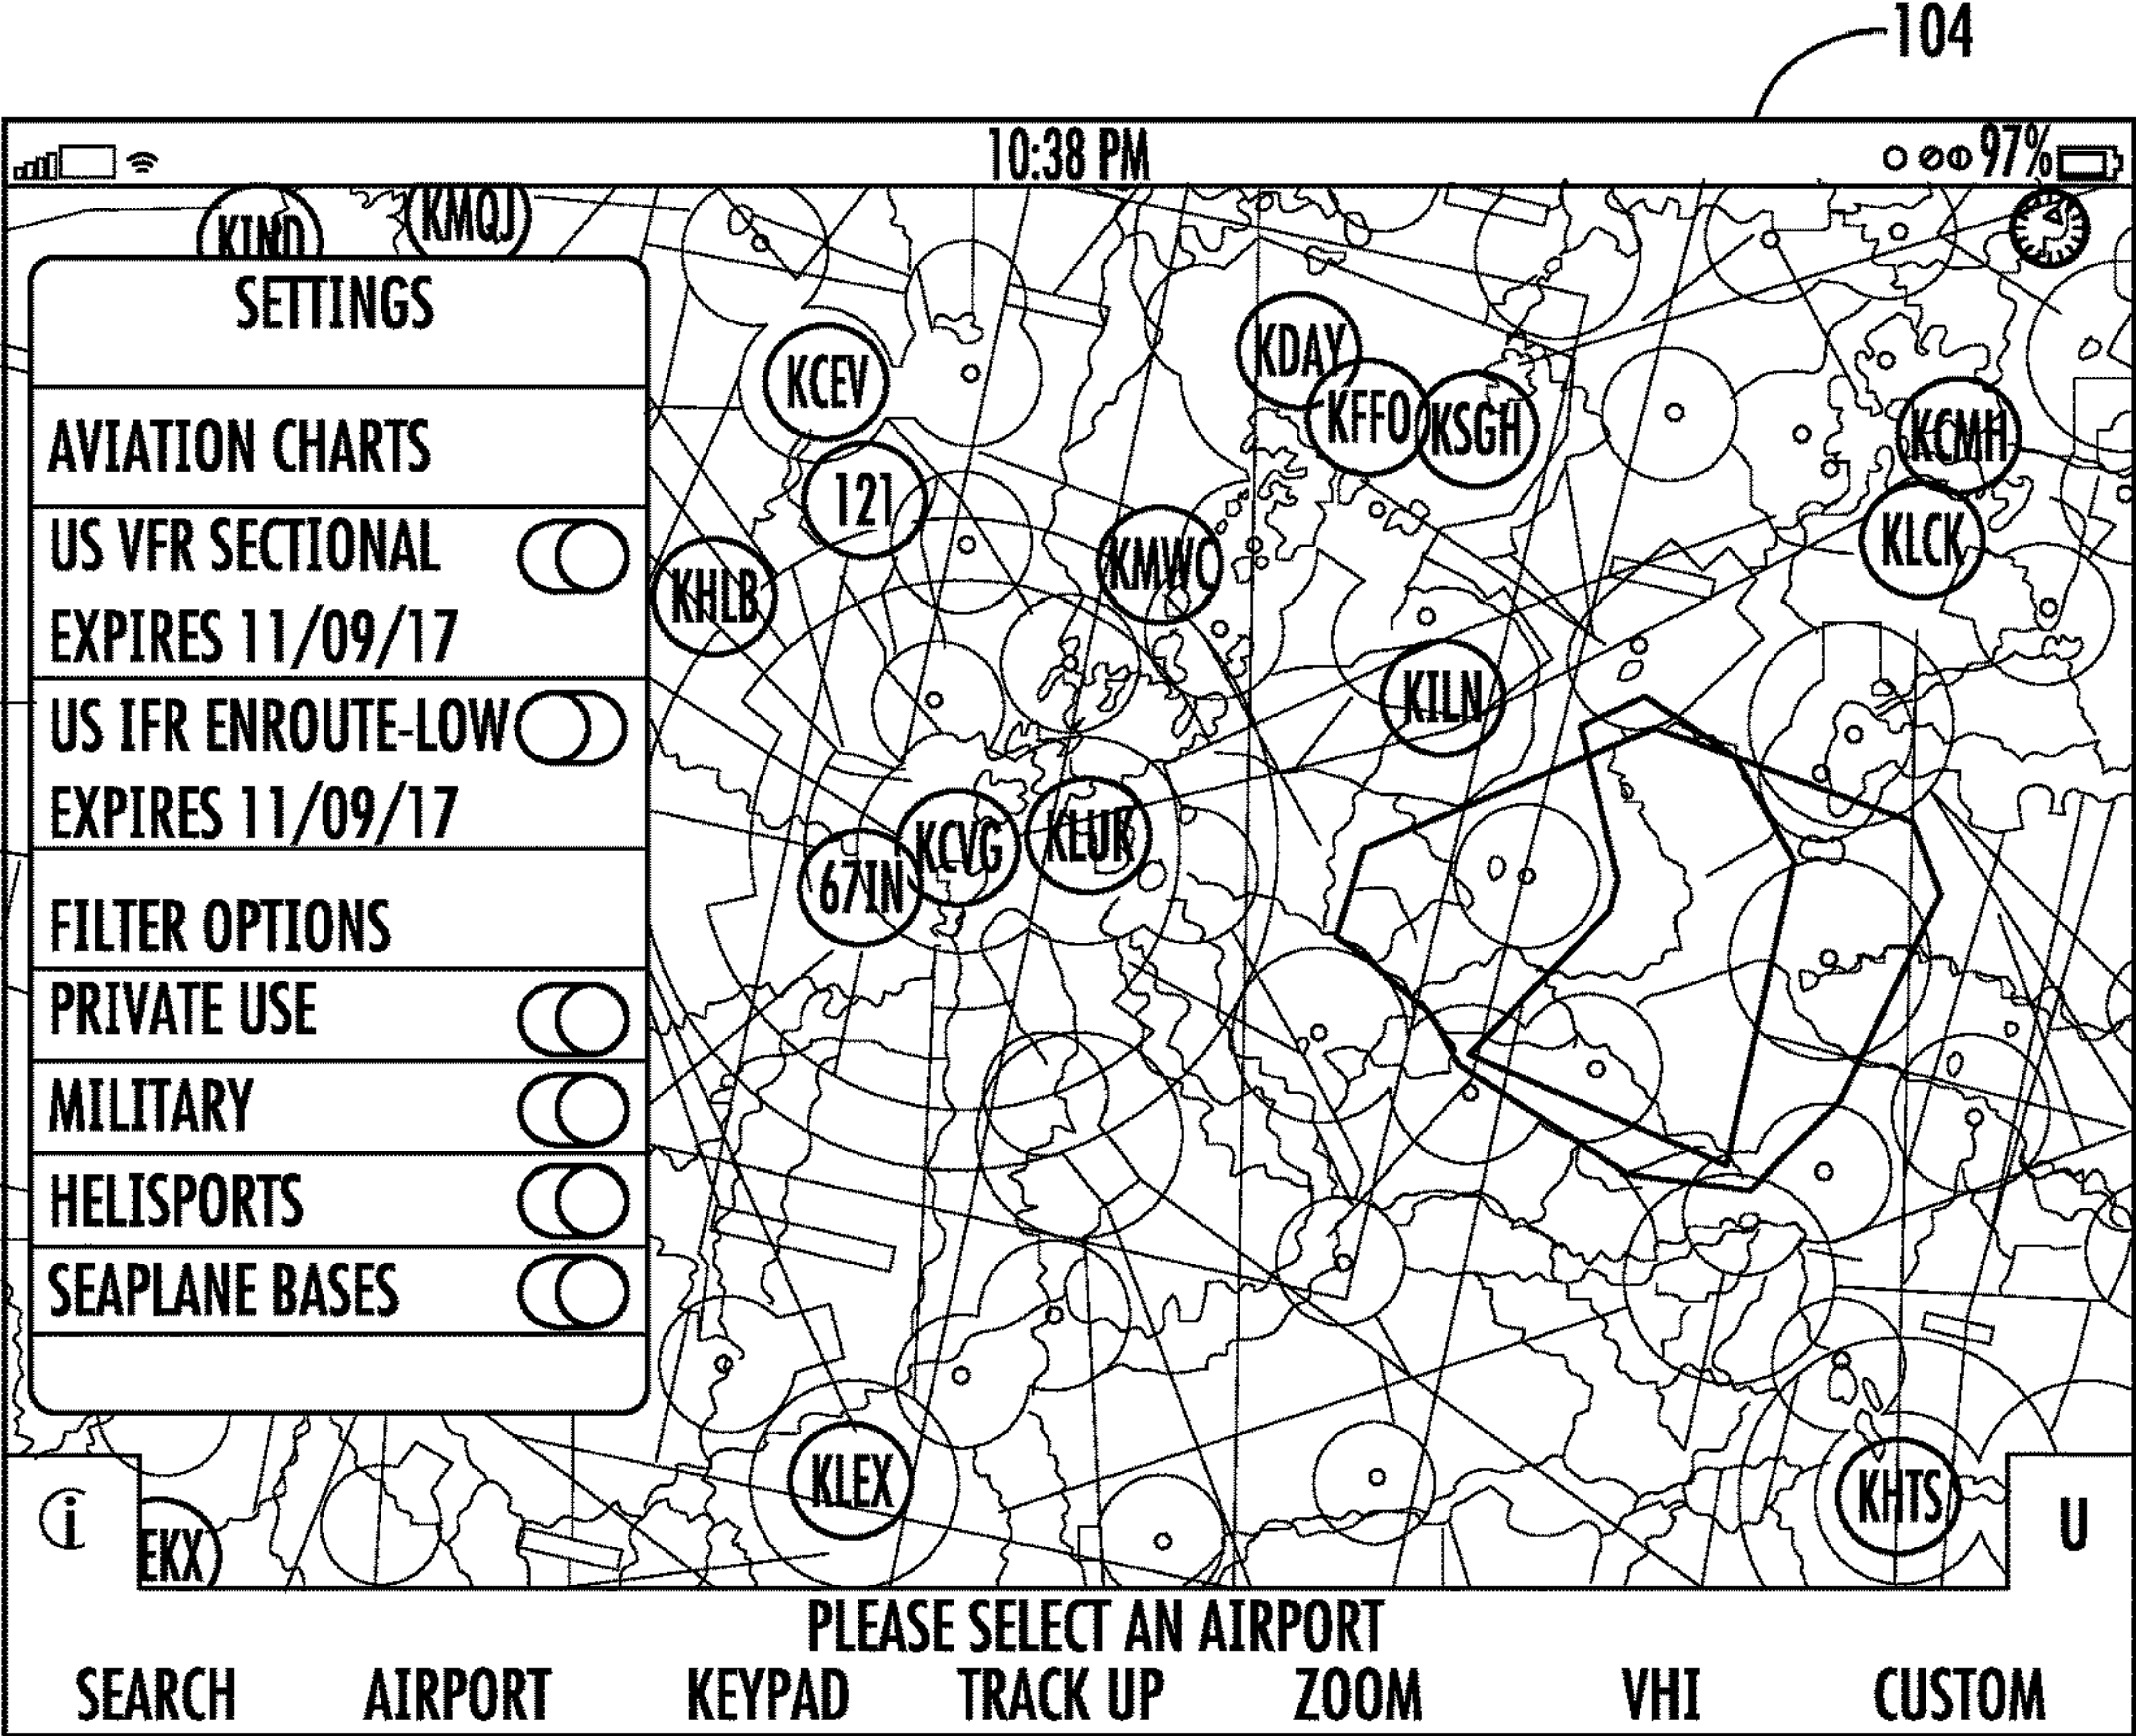 104
10:38 PM
97%
KIND
KMQJ
SETTINGS
AVIATION CHARTS
US VFR SECTIONAL
EXPIRES 11/09/17
US IFR ENROUTE-LOW
EXPIRES 11/09/17
FILTER OPTIONS
PRIVATE USE
MILITARY
HELISPORTS
SEAPLANE BASES
KCEV
KDAY
KFFO
KSGH
KCMH
121
KMWO
KLCK
KHLB
KILN
KCVG
KLUK
67IN
KLEX
KHTS
i
EKX
U
PLEASE SELECT AN AIRPORT
SEARCH AIRPORT KEYPAD TRACK UP ZOOM VHI CUSTOM